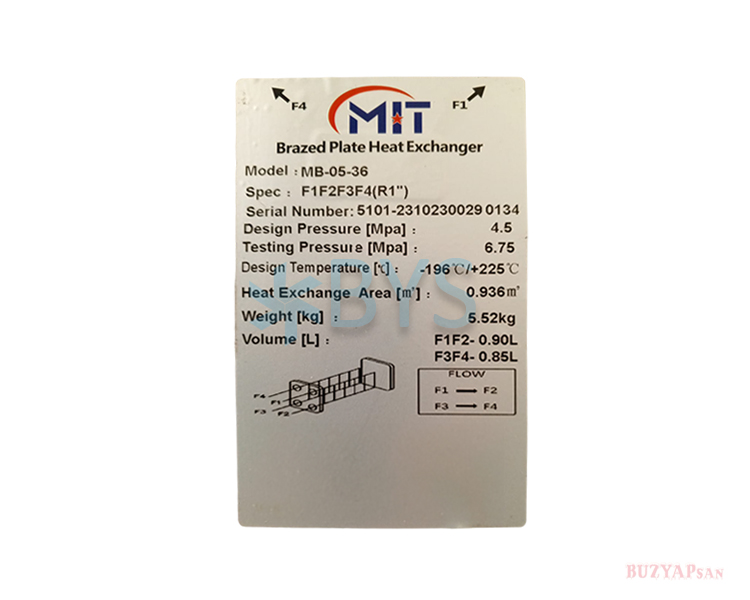 F4 MIT F1
Brazed Plate Heat Exchanger
Model : MB-05-36
Spec : F1F2F3F4(R1")
Serial Number: 5101-2310230029 0134
Design Pressure [Mpa] : 4.5
Testing Pressure [Mpa] : 6.75
Design Temperature [℃] : -196℃/+225℃
Heat Exchange Area [㎡] : 0.936㎡
Weight [kg] : 5.52kg
BYS
Volume [L] : F1F2- 0.90L
F3F4- 0.85L
FLOW
F1 → F2
F3 → F4
F4
F1
F3
F2
BUZYAPSAN